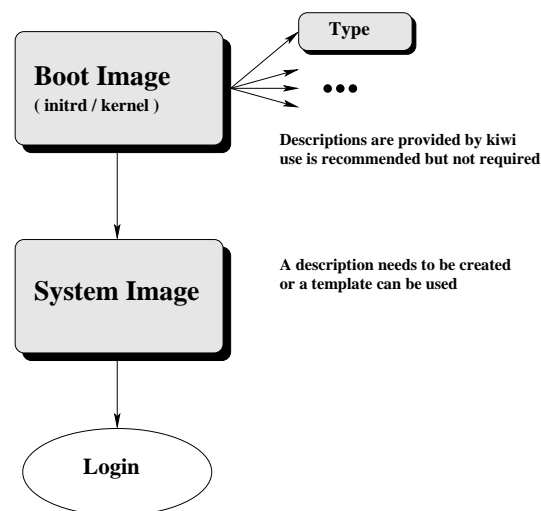 Type
Boot Image
( initrd / kernel )
Descriptions are provided by kiwi
use is recommended but not required
System Image
A description needs to be created
or a template can be used
Login